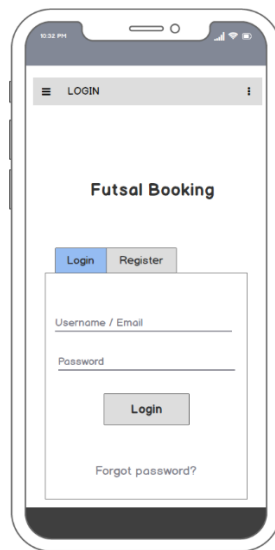 10:32 PM
LOGIN
Futsal Booking
Login Register
Username / Email
Password
Login
Forgot password?